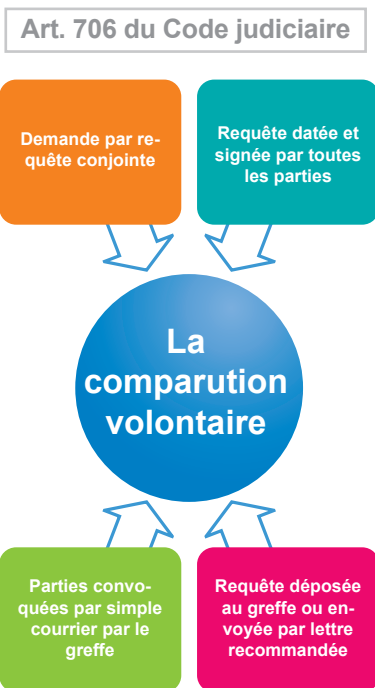 Art. 706 du Code judiciaire
Demande par re-
quête conjointe
Requête datée et
signée par toutes
les parties
La
comparution
volontaire
Parties convo-
quées par simple
courrier par le
greffe
Requête déposée
au greffe ou en-
voyée par lettre
recommandée